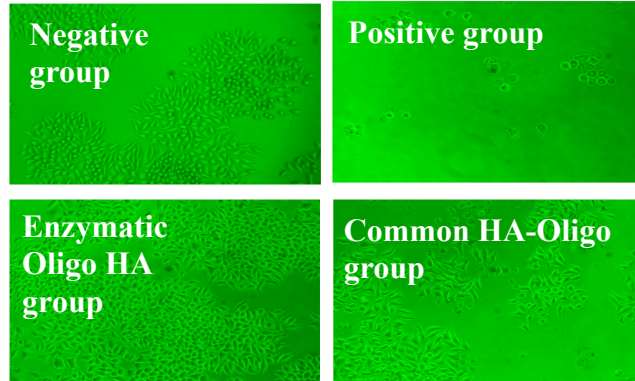 Negative
group
Positive group
Enzymatic
Oligo HA
group
Common HA-Oligo
group